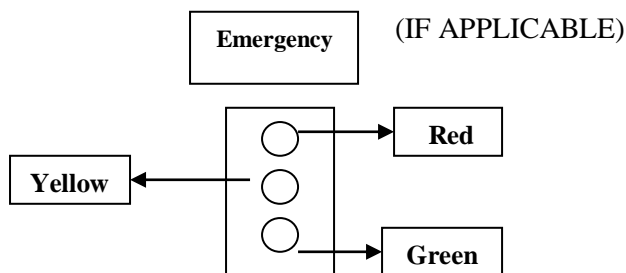 Emergency
(IF APPLICABLE)
Red
Yellow
Green